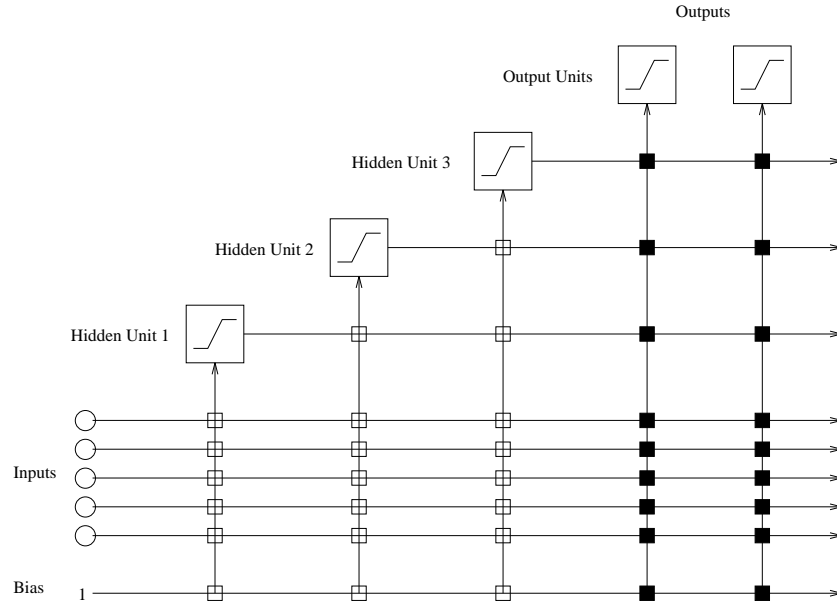 Outputs
Output Units
Hidden Unit 3
Hidden Unit 2
Hidden Unit 1
Inputs
Bias 1